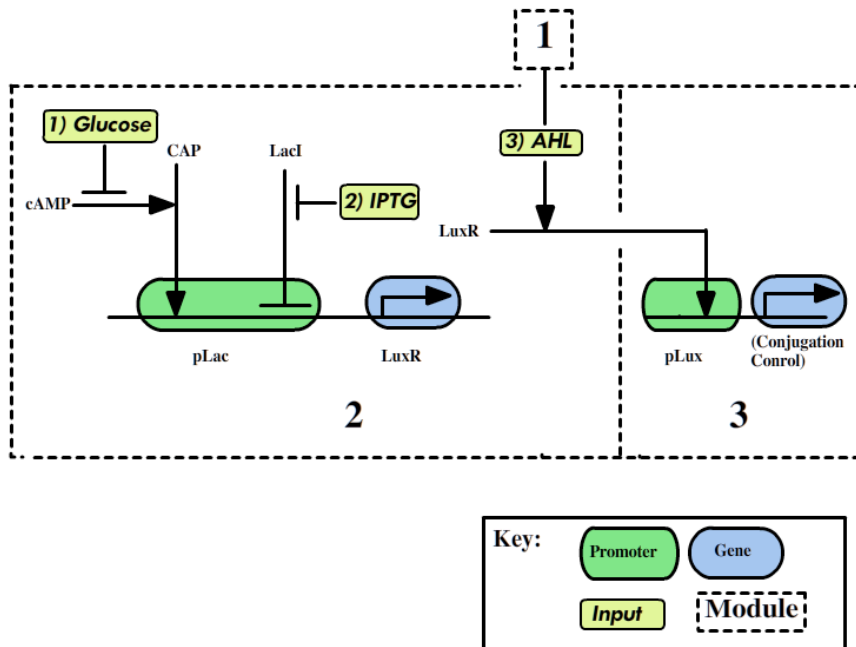 1
1) Glucose
CAP
LacI
3) AHL
cAMP
2) IPTG
LuxR
pLac
LuxR
pLux
(Conjugation
Conrol)
2
3
Key:
Promoter
Gene
Input
Module